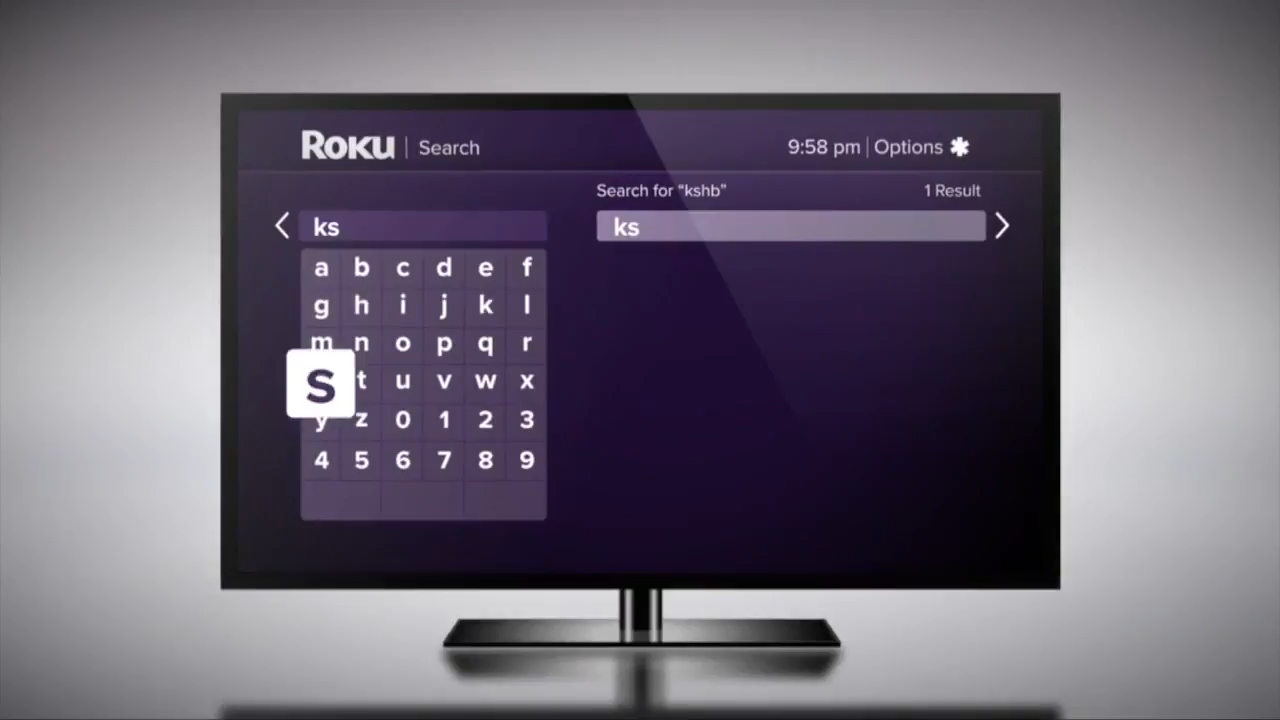 Roku | Search
9:58 pm | Options ✱
Search for “kshb”
1 Result
ks
ks
a b c d e f
g h i j k l
m n o p q r
S t u v w x
y z 0 1 2 3
4 5 6 7 8 9